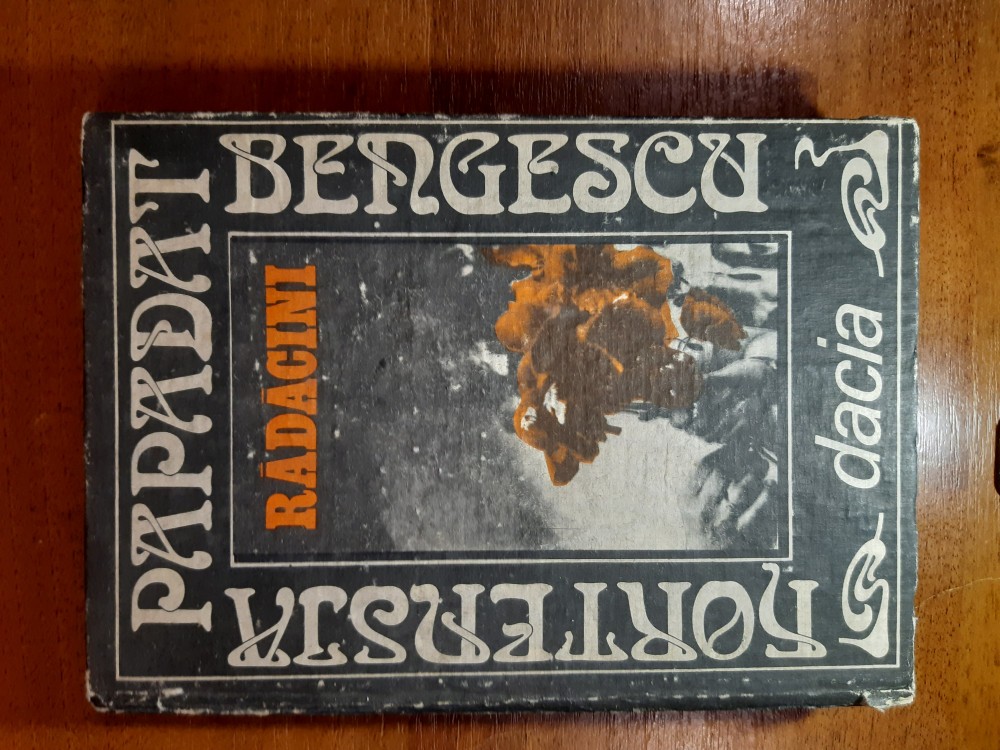 HORTENSIA
PAPADAT
BENGESCU
RĂDĂCINI
dacia